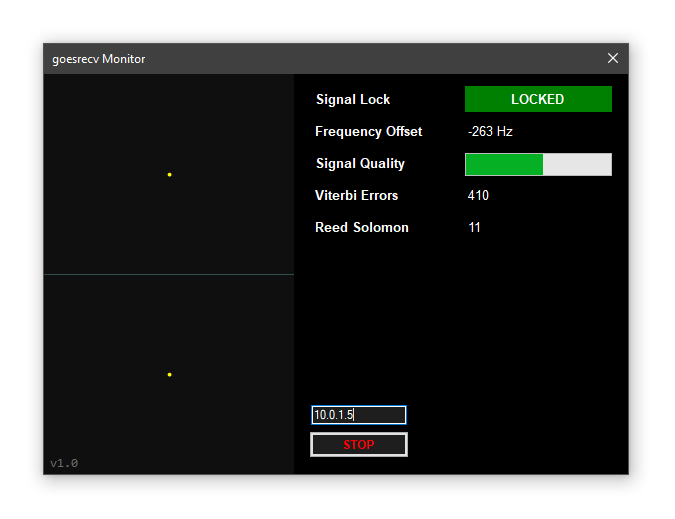 goesrecv Monitor
Signal Lock LOCKED
Frequency Offset -263 Hz
Signal Quality
Viterbi Errors 410
Reed Solomon 11
10.0.1.5
STOP
v1.0